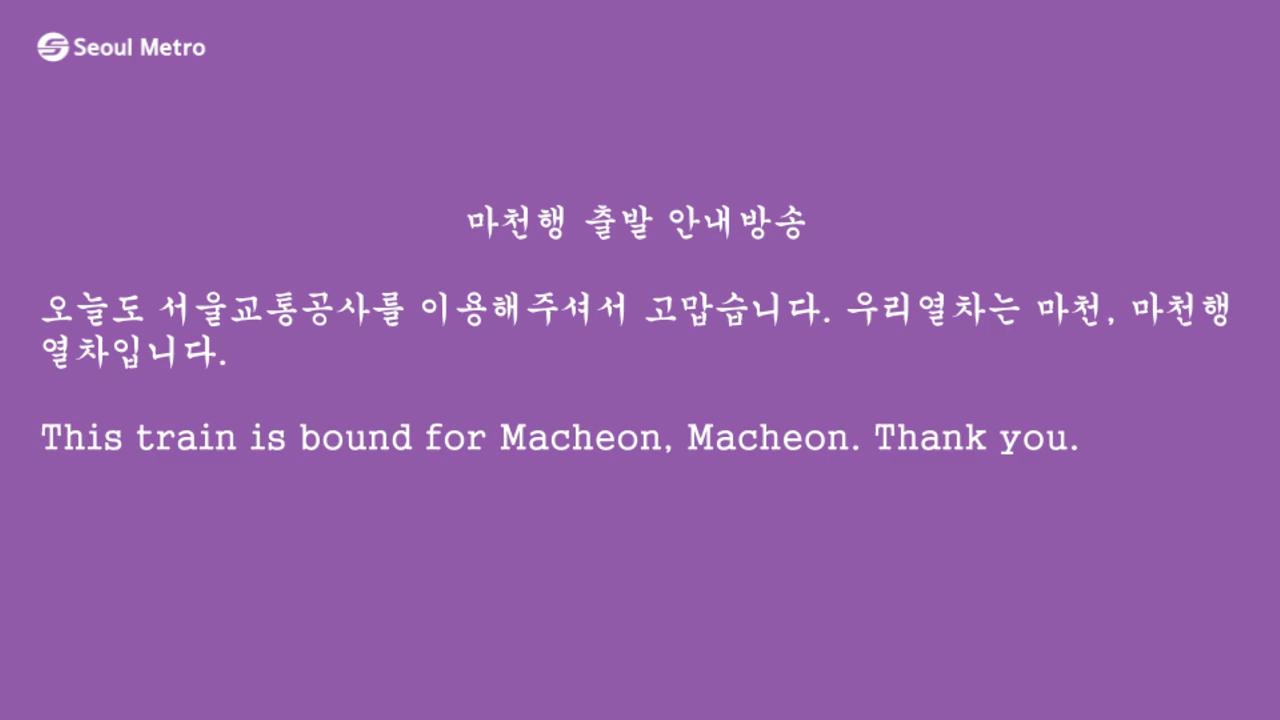 Seoul Metro
마천행 출발 안내방송
오늘도 서울교통공사를 이용해주셔서 고맙습니다. 우리열차는 마천, 마천행
열차입니다.
This train is bound for Macheon, Macheon. Thank you.